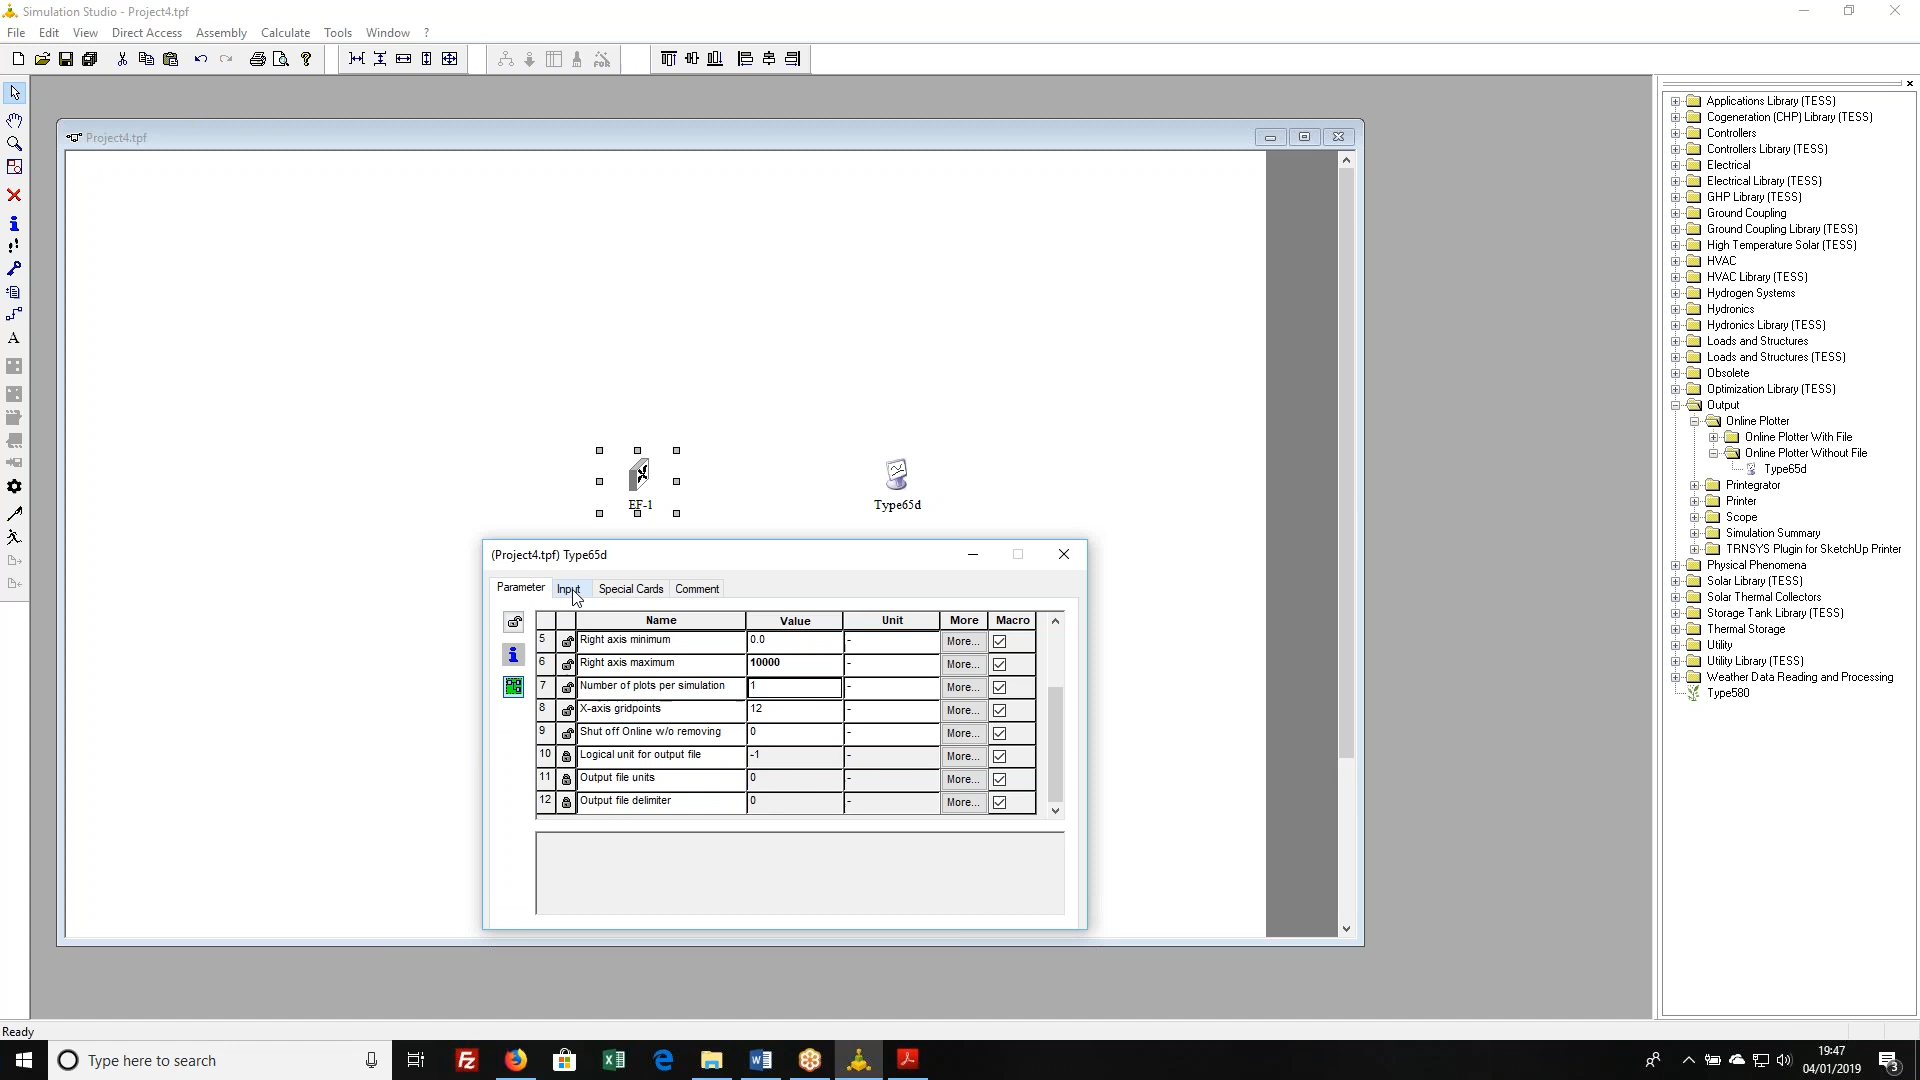 Simulation Studio - Project4.tpf
File Edit View Direct Access Assembly Calculate Tools Window ?
Project4.tpf
EF-1
Type65d
(Project4.tpf) Type65d
Parameter Input Special Cards Comment
Name Value Unit More Macro
5 Right axis minimum 0.0 - More...
6 Right axis maximum 10000 - More...
7 Number of plots per simulation 1 - More...
8 X-axis gridpoints 12 - More...
9 Shut off Online w/o removing 0 - More...
10 Logical unit for output file -1 - More...
11 Output file units 0 - More...
12 Output file delimiter 0 - More...
Applications Library (TESS)
Cogeneration (CHP) Library (TESS)
Controllers
Controllers Library (TESS)
Electrical
Electrical Library (TESS)
GHP Library (TESS)
Ground Coupling
Ground Coupling Library (TESS)
High Temperature Solar (TESS)
HVAC
HVAC Library (TESS)
Hydrogen Systems
Hydronics
Hydronics Library (TESS)
Loads and Structures
Loads and Structures (TESS)
Obsolete
Optimization Library (TESS)
Output
Online Plotter
Online Plotter With File
Online Plotter Without File
Type65d
Printegrator
Printer
Scope
Simulation Summary
TRNSYS Plugin for SketchUp Printer
Physical Phenomena
Solar Library (TESS)
Solar Thermal Collectors
Storage Tank Library (TESS)
Thermal Storage
Utility
Utility Library (TESS)
Weather Data Reading and Processing
Type580
Ready
Type here to search
19:47
04/01/2019
3